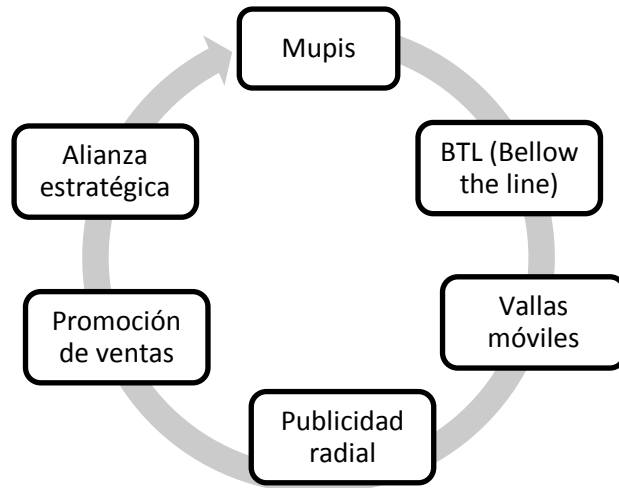 Mupis
BTL (Bellow
the line)
Vallas
móviles
Publicidad
radial
Promoción
de ventas
Alianza
estratégica